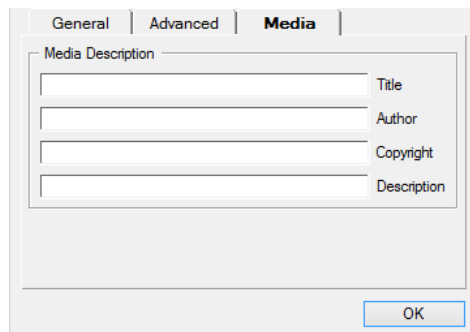 General Advanced Media
Media Description
Title
Author
Copyright
Description
OK